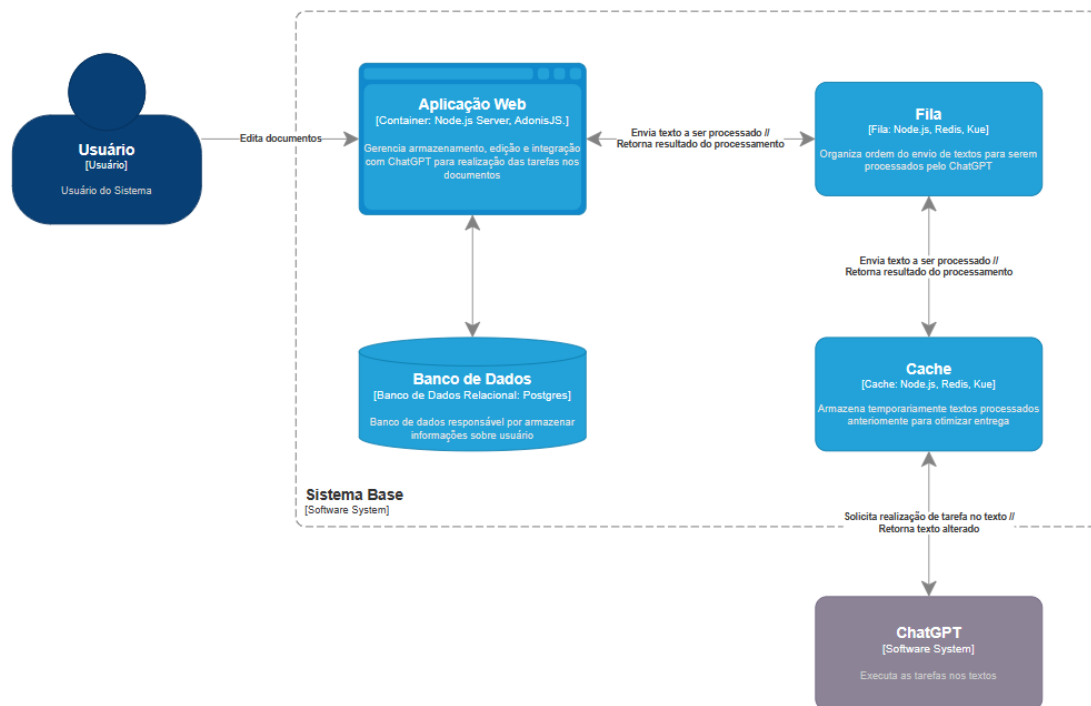 Usuário
[Usuário]
Usuário do Sistema
Edita documentos
Aplicação Web
[Container: Node.js Server, AdonisJS.]
Gerencia armazenamento, edição e integração
com ChatGPT para realização das tarefas nos
documentos
Envia texto a ser processado //
Retorna resultado do processamento
Fila
[Fila: Node.js, Redis, Kue]
Organiza ordem do envio de textos para serem
processados pelo ChatGPT
Envia texto a ser processado //
Retorna resultado do processamento
Banco de Dados
[Banco de Dados Relacional: Postgres]
Banco de dados responsável por armazenar
informações sobre usuário
Cache
[Cache: Node.js, Redis, Kue]
Armazena temporariamente textos processados
anteriomente para otimizar entrega
Sistema Base
[Software System]
Solicita realização de tarefa no texto //
Retorna texto alterado
ChatGPT
[Software System]
Executa as tarefas nos textos